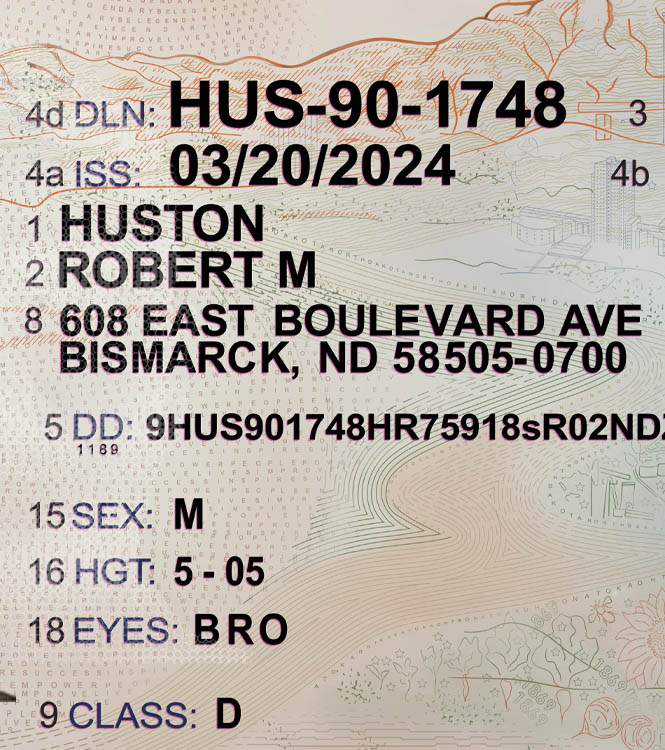 4d DLN: HUS-90-1748 3
4a ISS: 03/20/2024 4b
1 HUSTON
2 ROBERT M
8 608 EAST BOULEVARD AVE
BISMARCK, ND 58505-0700
5 DD: 9HUS901748HR75918sR02ND
1189
15 SEX: M
16 HGT: 5 - 05
18 EYES: BRO
9 CLASS: D